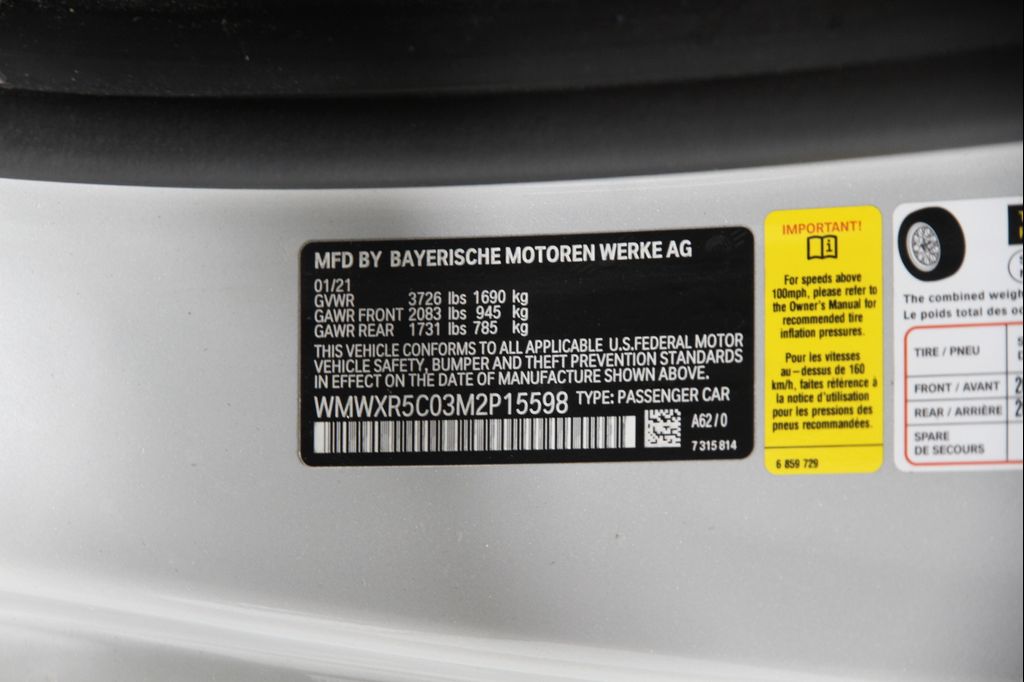 MFD BY BAYERISCHE MOTOREN WERKE AG
01/21
GVWR 3726 lbs 1690 kg
GAWR FRONT 2083 lbs 945 kg
GAWR REAR 1731 lbs 785 kg
THIS VEHICLE CONFORMS TO ALL APPLICABLE U.S.FEDERAL MOTOR
VEHICLE SAFETY, BUMPER AND THEFT PREVENTION STANDARDS
IN EFFECT ON THE DATE OF MANUFACTURE SHOWN ABOVE.
WMWXR5C03M2P15598 TYPE: PASSENGER CAR
A62/0
7 315 814
IMPORTANT!
For speeds above
100mph, please refer to
the Owner's Manual for
recommended tire
inflation pressures.
Pour les vitesses
au-dessus de 160
km/h, faites référence à
la notice d'utilisation
pour les pressions des
pneus recommandées.
6 859 729
The combined
Le poids total des
TIRE / PNEU
FRONT / AVANT
REAR / ARRIÈRE
SPARE
DE SECOURS